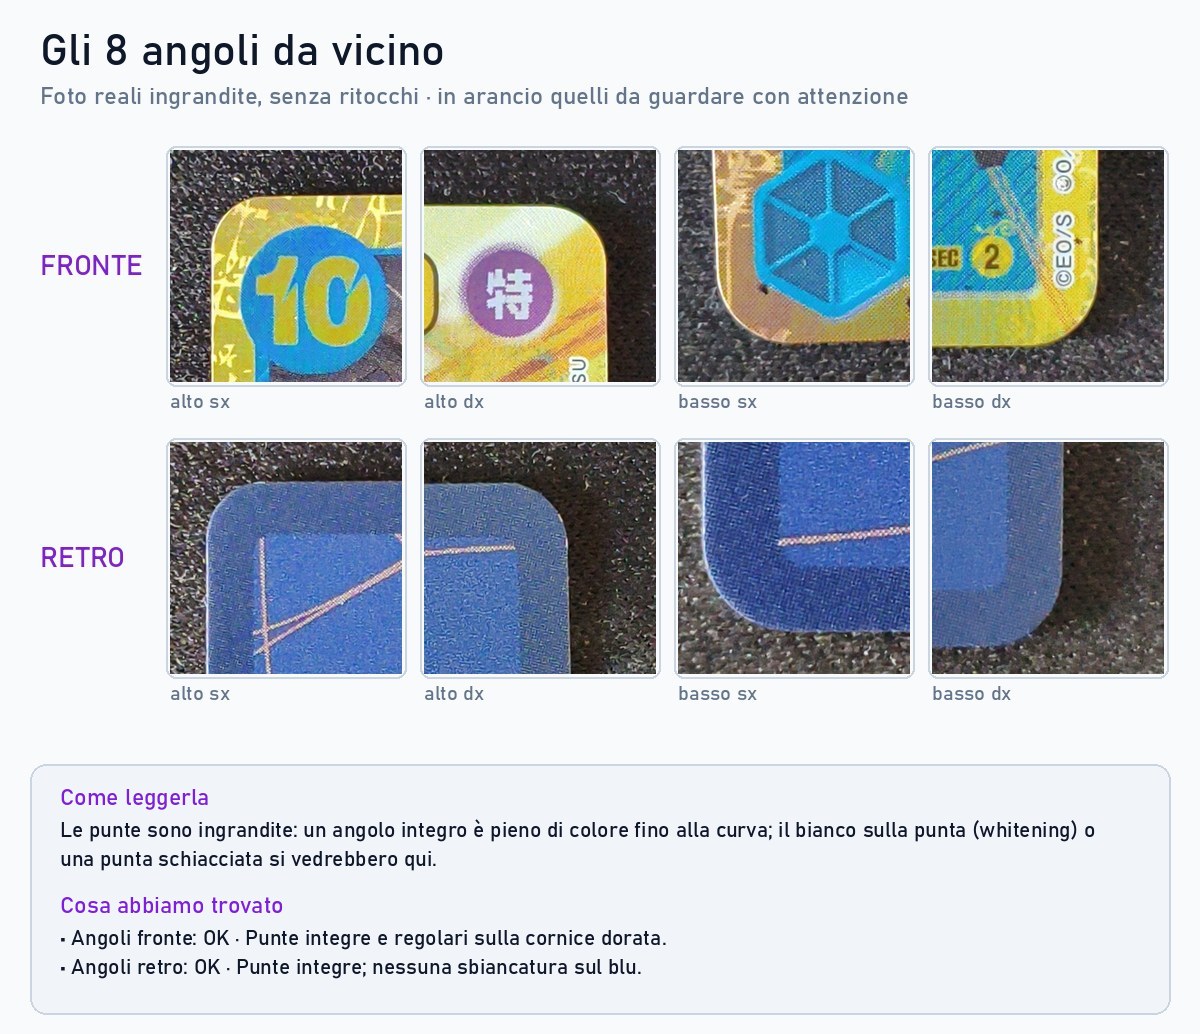 Gli 8 angoli da vicino
Foto reali ingrandite, senza ritocchi · in arancio quelli da guardare con attenzione
FRONTE
10
特
SU
SEC
2
©EO/S
alto sx
alto dx
basso sx
basso dx
RETRO
alto sx
alto dx
basso sx
basso dx
Come leggerla
Le punte sono ingrandite: un angolo integro è pieno di colore fino alla curva; il bianco sulla punta (whitening) o
una punta schiacciata si vedrebbero qui.
Cosa abbiamo trovato
• Angoli fronte: OK · Punte integre e regolari sulla cornice dorata.
• Angoli retro: OK · Punte integre; nessuna sbiancatura sul blu.